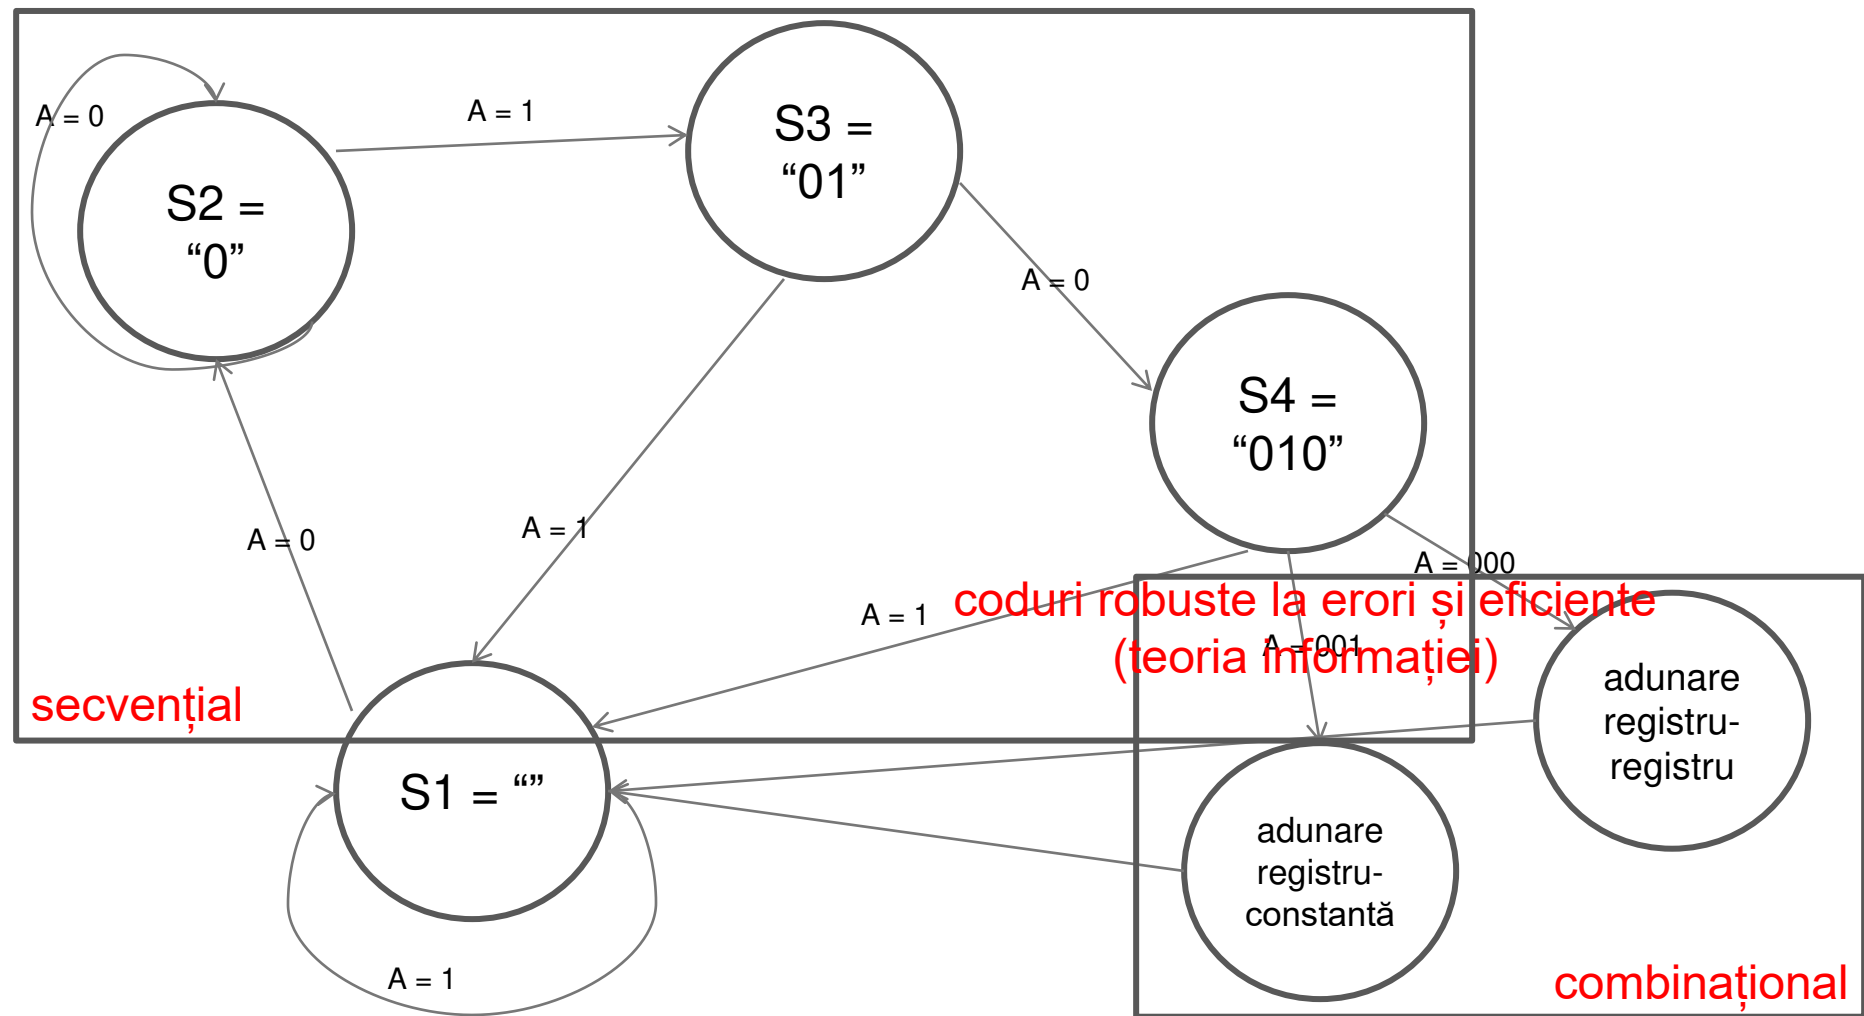 A = 0
A = 1
S3 =
“01”
S2 =
“0”
A = 0
S4 =
“010”
A = 0
A = 1
A = 000
A = 1
coduri robuste la erori și eficiente
(teoria informației)
A = 001
secvențial
adunare
registru-
registru
S1 = “”
adunare
registru-
constantă
A = 1
combinațional